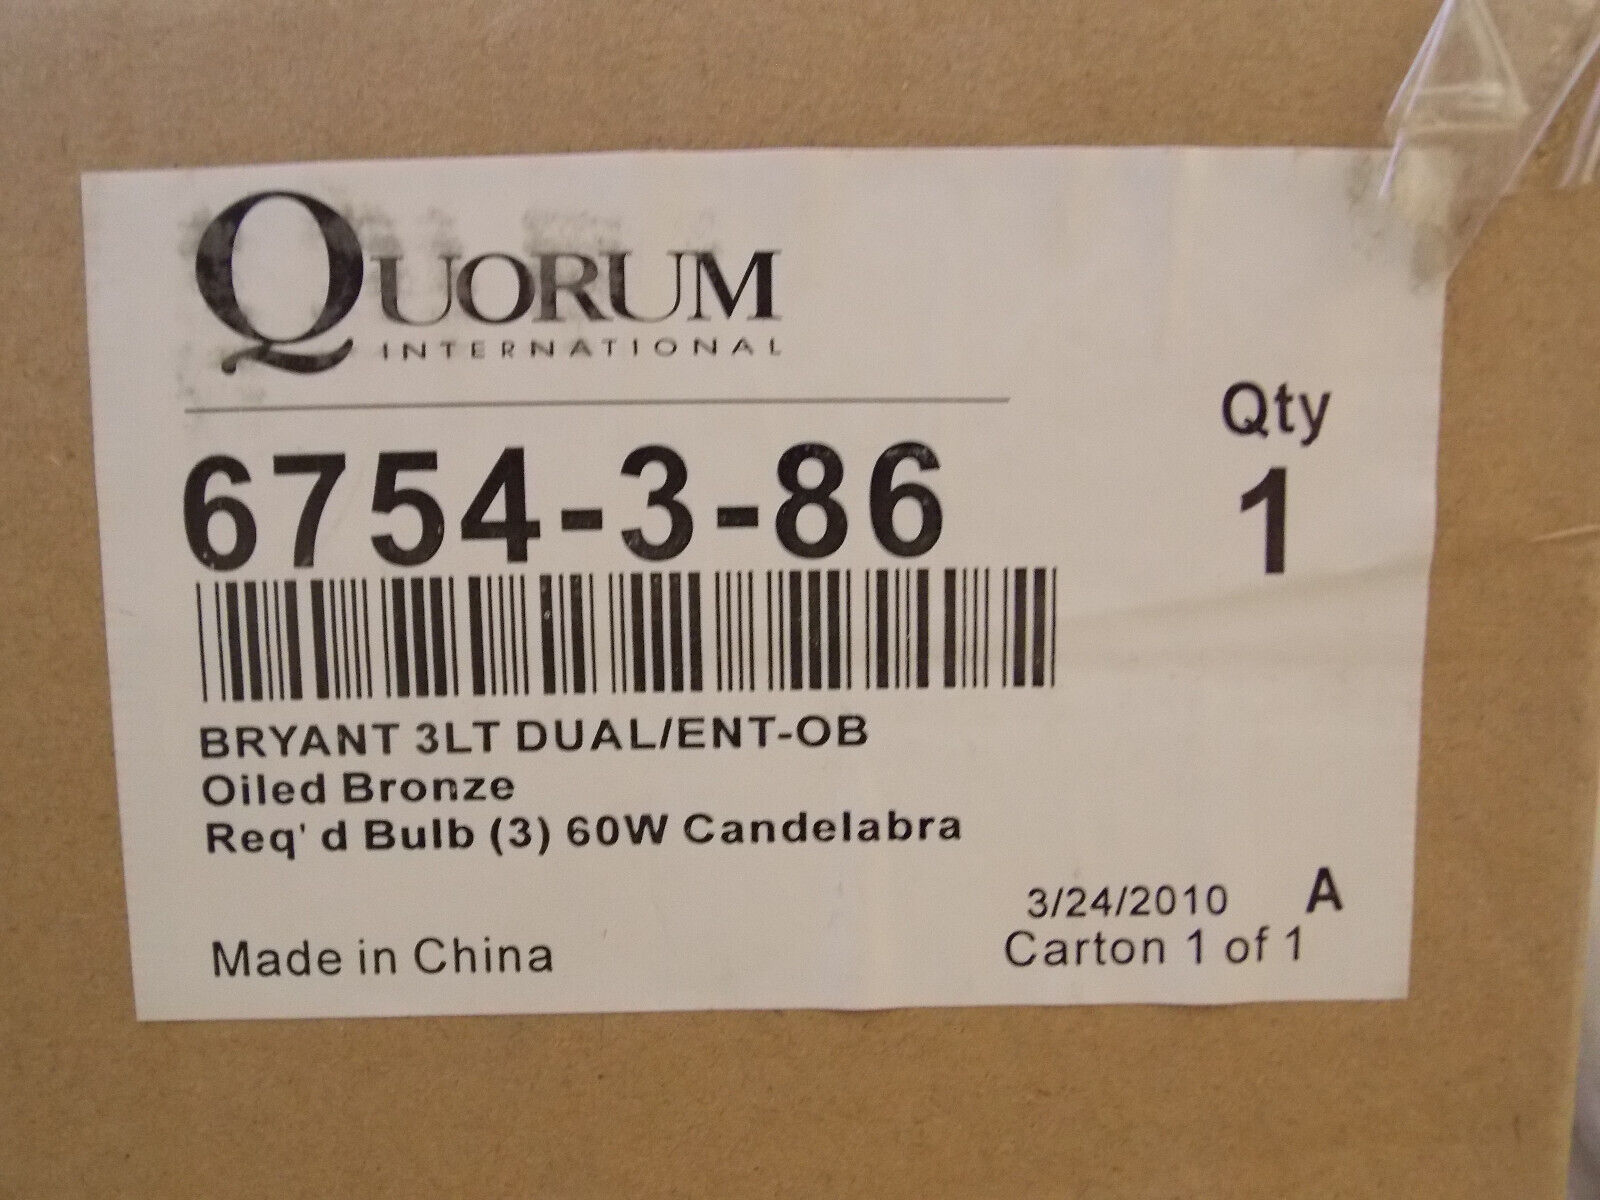 QUORUM
INTERNATIONAL
Qty
6754-3-86
1
BRYANT 3LT DUAL/ENT-OB
Oiled Bronze
Req'd Bulb (3) 60W Candelabra
3/24/2010 A
Made in China
Carton 1 of 1